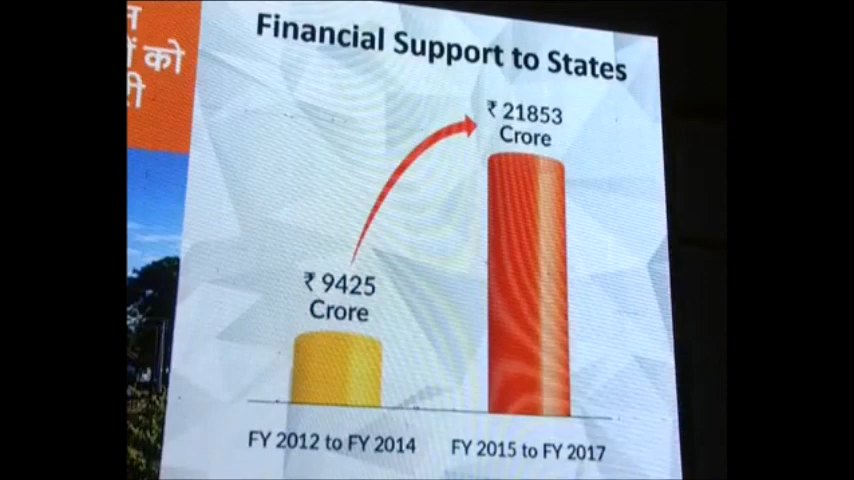 को
री
Financial Support to States
₹ 21853
Crore
₹ 9425
Crore
FY 2012 to FY 2014
FY 2015 to FY 2017